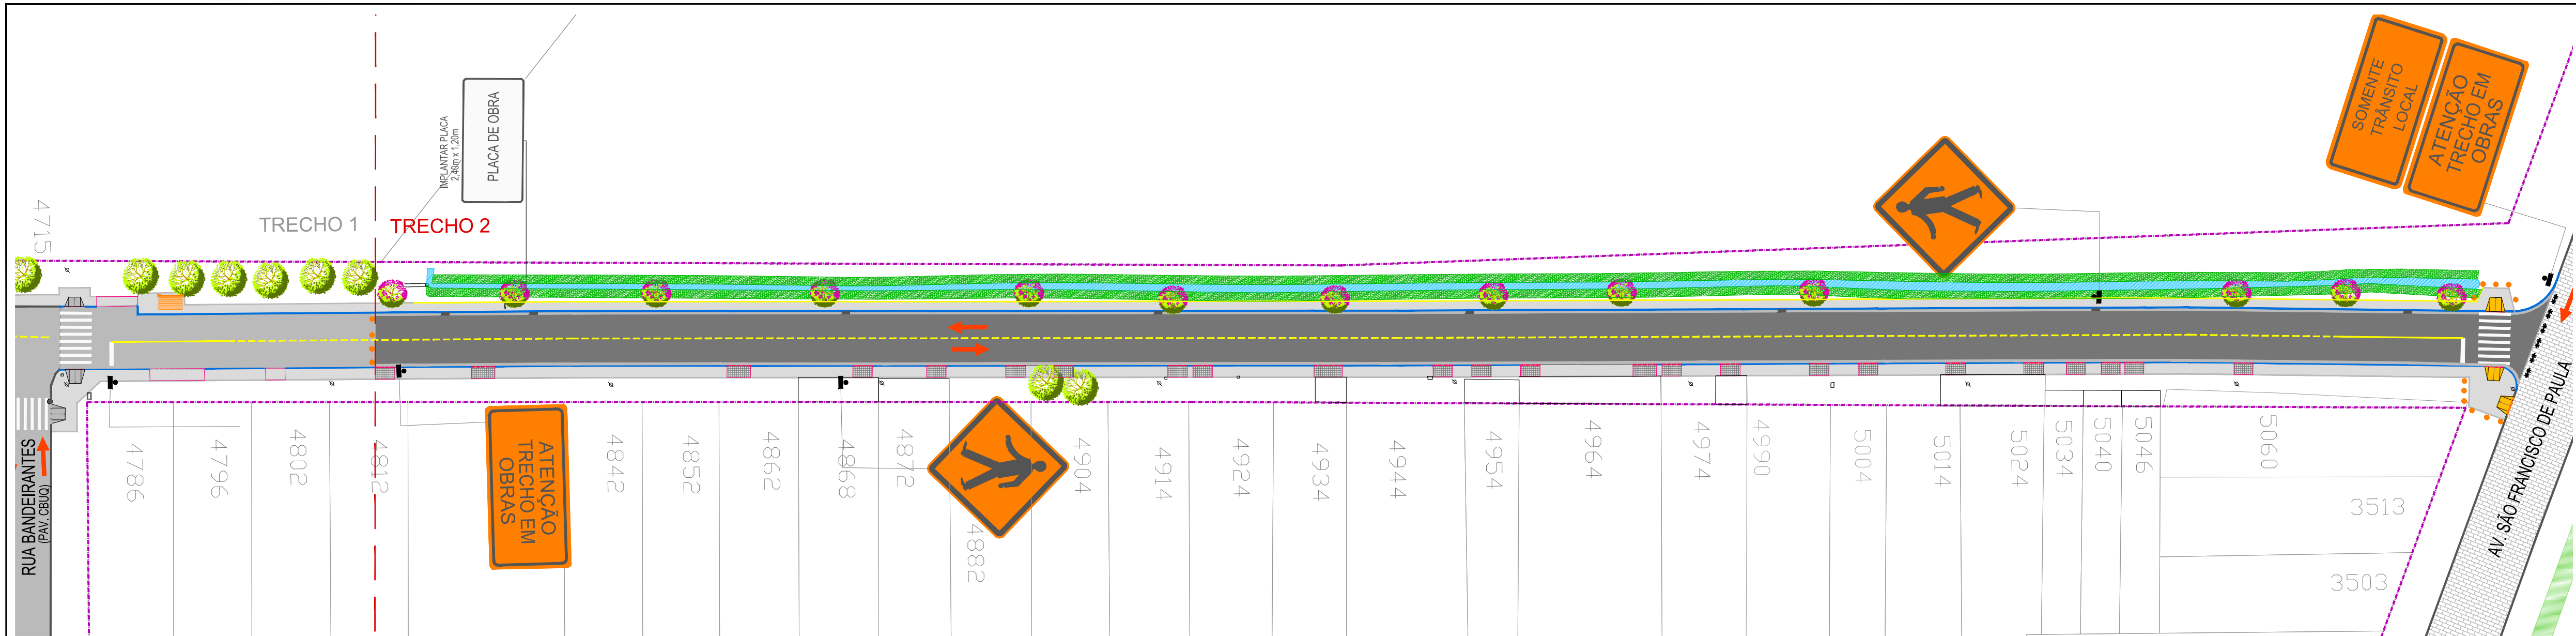 4715
TRECHO 1
TRECHO 2
IMPLANTAR PLACA
2,40m x 1,20m
PLACA DE OBRA
SOMENTE
TRÂNSITO
LOCAL
ATENÇÃO
TRECHO EM
OBRAS
RUA BANDEIRANTES
(PAV. CBUQ)
4786
4796
4802
4812
ATENÇÃO
TRECHO EM
OBRAS
4842
4852
4862
4868
4872
4882
4904
4914
4924
4934
4944
4954
4964
4974
4990
5004
5014
5024
5034
5040
5046
5060
3513
3503
AV. SÃO FRANCISCO DE PAULA